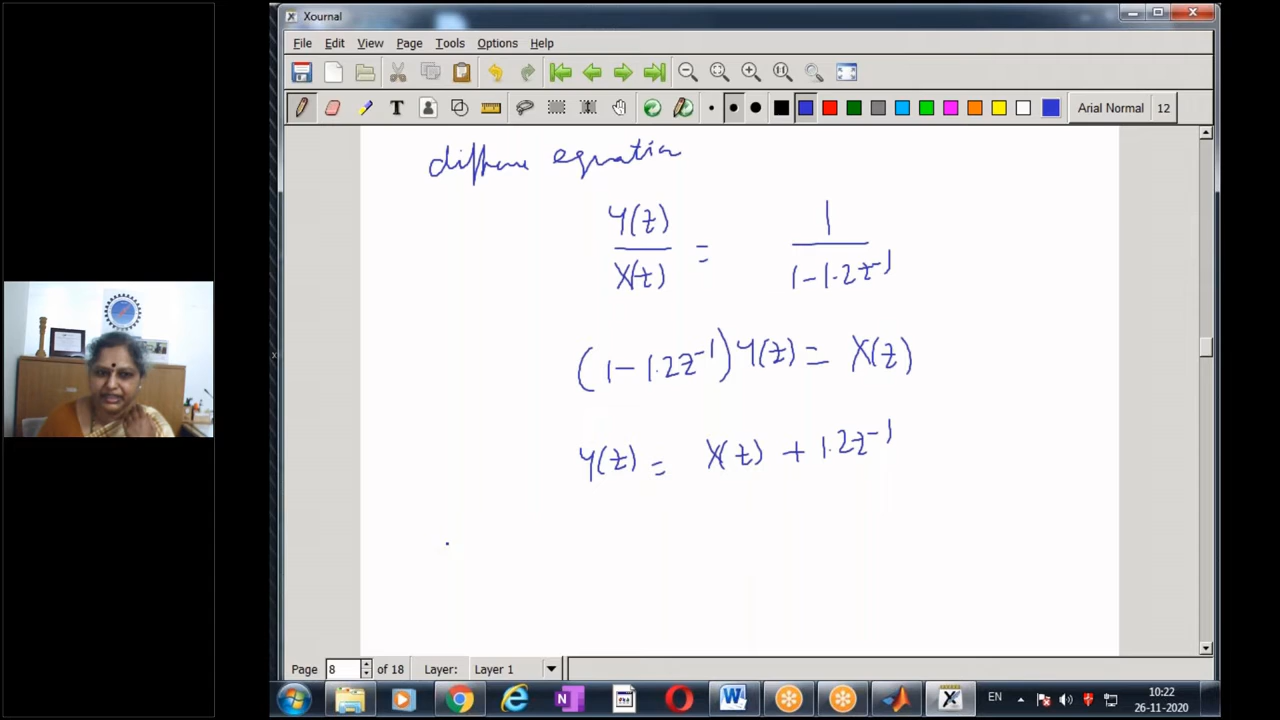 Xournal
File Edit View Page Tools Options Help
Arial Normal 12
equation
Y(z)
X(z)
=
1
1-1.2z⁻¹
(1-1.2z⁻¹)Y(z) = X(z)
Y(z) = X(z) + 1.2z⁻¹
Page 8 of 18 Layer: Layer 1
EN
10:22
26-11-2020